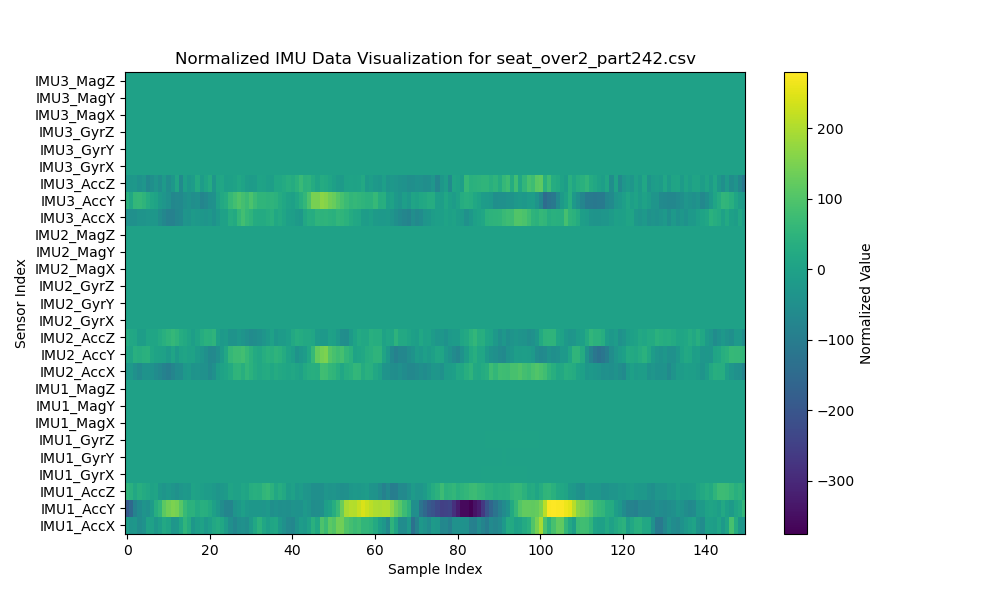 Normalized IMU Data Visualization for seat_over2_part242.csv
IMU3_MagZ
IMU3_MagY
IMU3_MagX
IMU3_GyrZ
IMU3_GyrY
IMU3_GyrX
IMU3_AccZ
IMU3_AccY
IMU3_AccX
IMU2_MagZ
IMU2_MagY
IMU2_MagX
IMU2_GyrZ
IMU2_GyrY
IMU2_GyrX
IMU2_AccZ
IMU2_AccY
IMU2_AccX
IMU1_MagZ
IMU1_MagY
IMU1_MagX
IMU1_GyrZ
IMU1_GyrY
IMU1_GyrX
IMU1_AccZ
IMU1_AccY
IMU1_AccX
Sensor Index
0 20 40 60 80 100 120 140
Sample Index
200
100
0
−100
−200
−300
Normalized Value